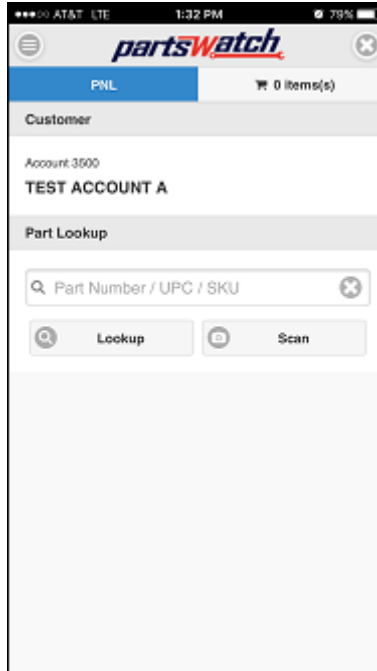 AT&T LTE 1:32 PM 79%
partswatch
PNL 0 Items(s)
Customer
Account 3500
TEST ACCOUNT A
Part Lookup
Part Number / UPC / SKU
Lookup Scan